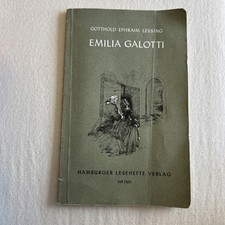 GOTTHOLD EPHRAIM LESSING
EMILIA GALOTTI
HAMBURGER LESEHEFTE VERLAG